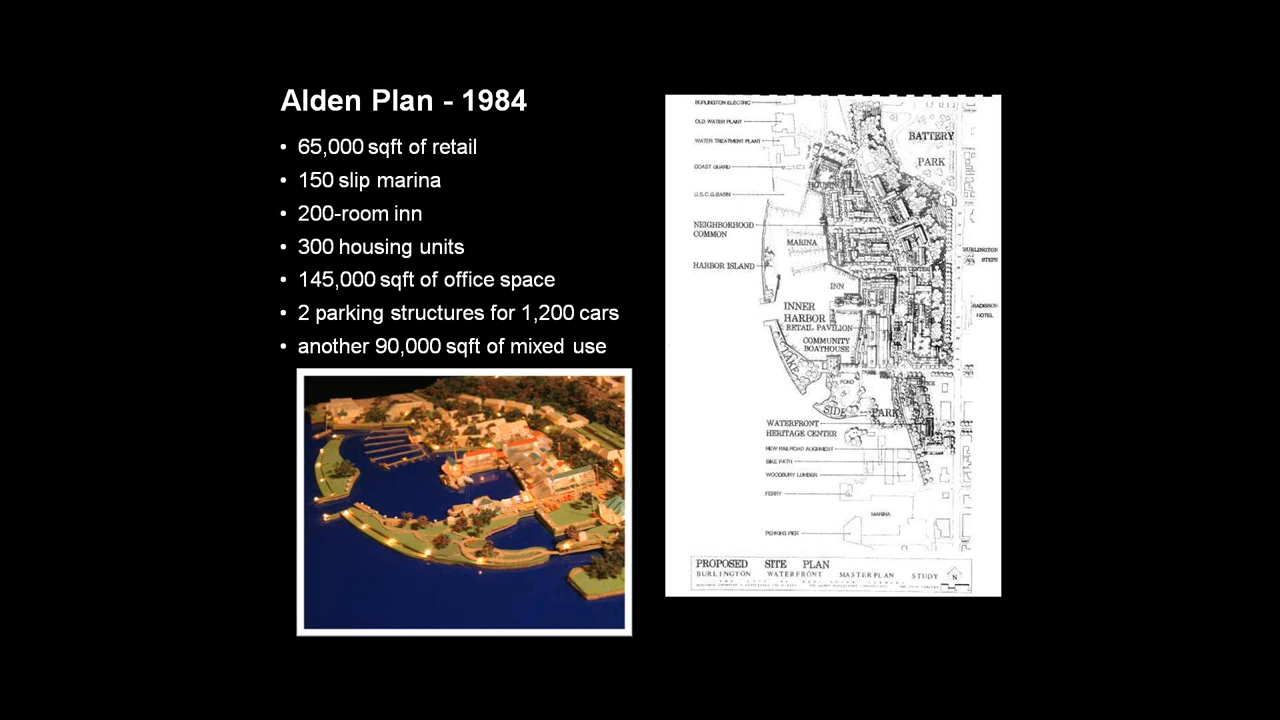 Alden Plan - 1984
• 65,000 sqft of retail
• 150 slip marina
• 200-room inn
• 300 housing units
• 145,000 sqft of office space
• 2 parking structures for 1,200 cars
• another 90,000 sqft of mixed use
BURLINGTON ELECTRIC
OLD WATER PLANT
WATER TREATMENT PLANT
COAST GUARD
U.S.C.G. BASIN
NEIGHBORHOOD
COMMON
HARBOR ISLAND
BATTERY
PARK
HOUSING
MARINA
ARTS CENTER
BURLINGTON
STEPS
INN
INNER
HARBOR
RETAIL PAVILION
RADISSON
HOTEL
COMMUNITY
BOATHOUSE
LAKE
POND
SIDE PARK
WATERFRONT
HERITAGE CENTER
NEW RAILROAD ALIGNMENT
BIKE PATH
WOODBURY LUMBER
FERRY
MARINA
PERKINS PIER
PROPOSED SITE PLAN
BURLINGTON WATERFRONT MASTERPLAN STUDY
N